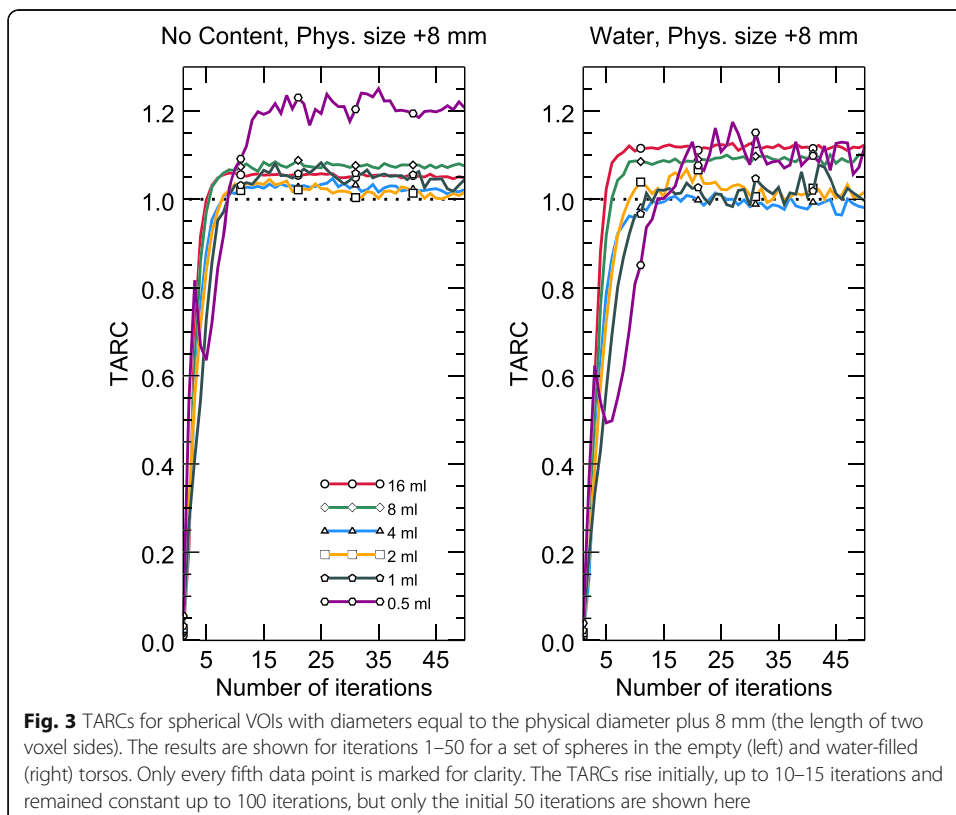 No Content, Phys. size +8 mm
Water, Phys. size +8 mm
TARC
1.2
1.0
0.8
0.6
0.4
0.2
0.0
5 15 25 35 45
Number of iterations
16 ml
8 ml
4 ml
2 ml
1 ml
0.5 ml
TARC
1.2
1.0
0.8
0.6
0.4
0.2
0.0
5 15 25 35 45
Number of iterations
Fig. 3 TARCs for spherical VOIs with diameters equal to the physical diameter plus 8 mm (the length of two
voxel sides). The results are shown for iterations 1–50 for a set of spheres in the empty (left) and water-filled
(right) torsos. Only every fifth data point is marked for clarity. The TARCs rise initially, up to 10–15 iterations and
remained constant up to 100 iterations, but only the initial 50 iterations are shown here